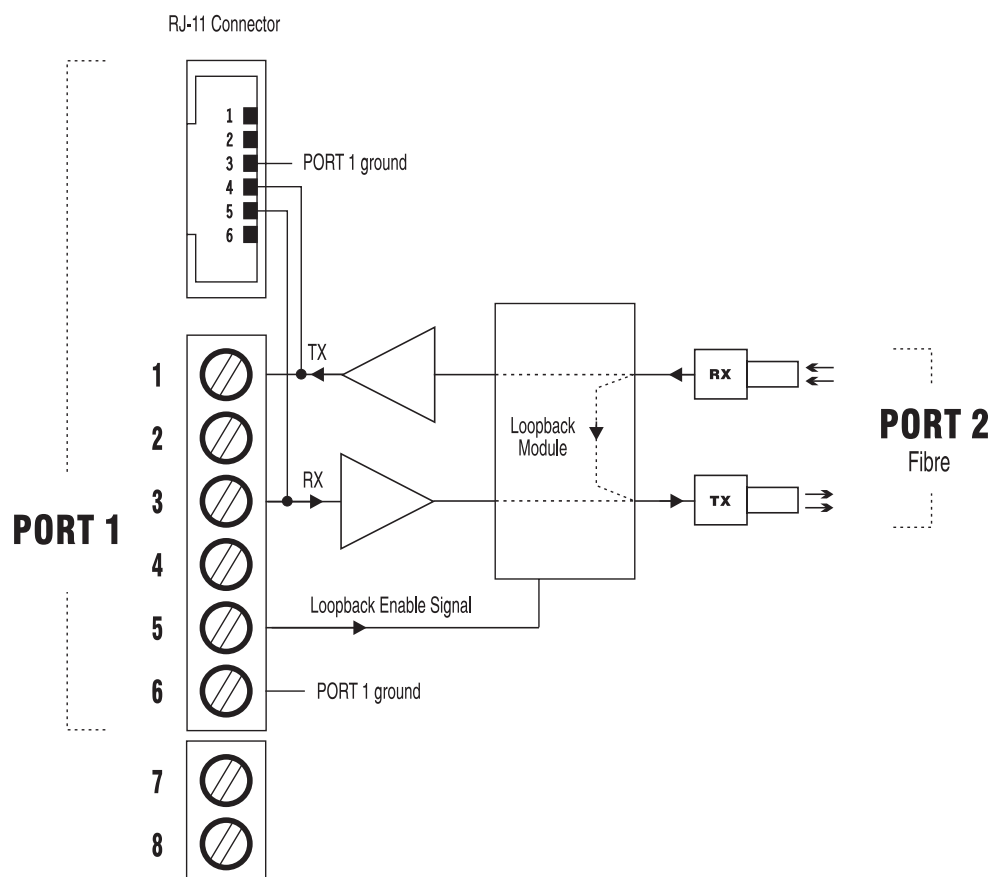 RJ-11 Connector
1
2
3
PORT 1 ground
4
5
6
1
TX
RX
2
Loopback
Module
PORT 2
Fibre
3
RX
TX
PORT 1
4
5
Loopback Enable Signal
6
PORT 1 ground
7
8